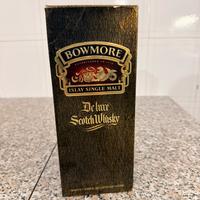 BOWMORE
ISLAY SINGLE MALT
De Luxe
Scotch Whisky